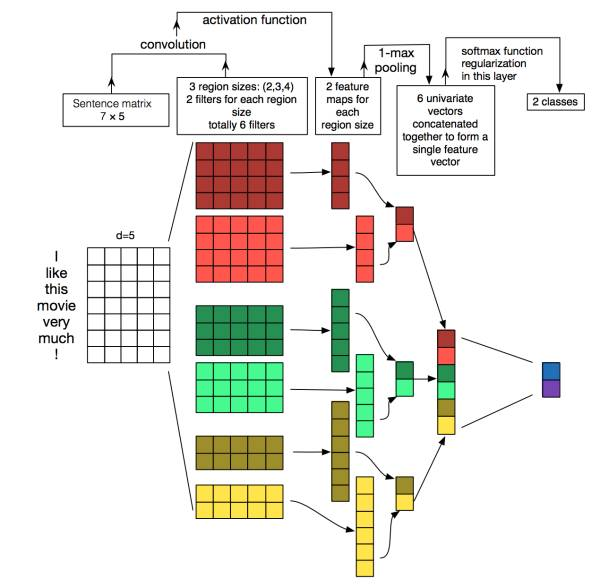 activation function
convolution
1-max
pooling
softmax function
regularization
in this layer
Sentence matrix
7 × 5
3 region sizes: (2,3,4)
2 filters for each region
size
totally 6 filters
2 feature
maps for
each
region size
6 univariate
vectors
concatenated
together to form a
single feature
vector
2 classes
d=5
I
like
this
movie
very
much
!